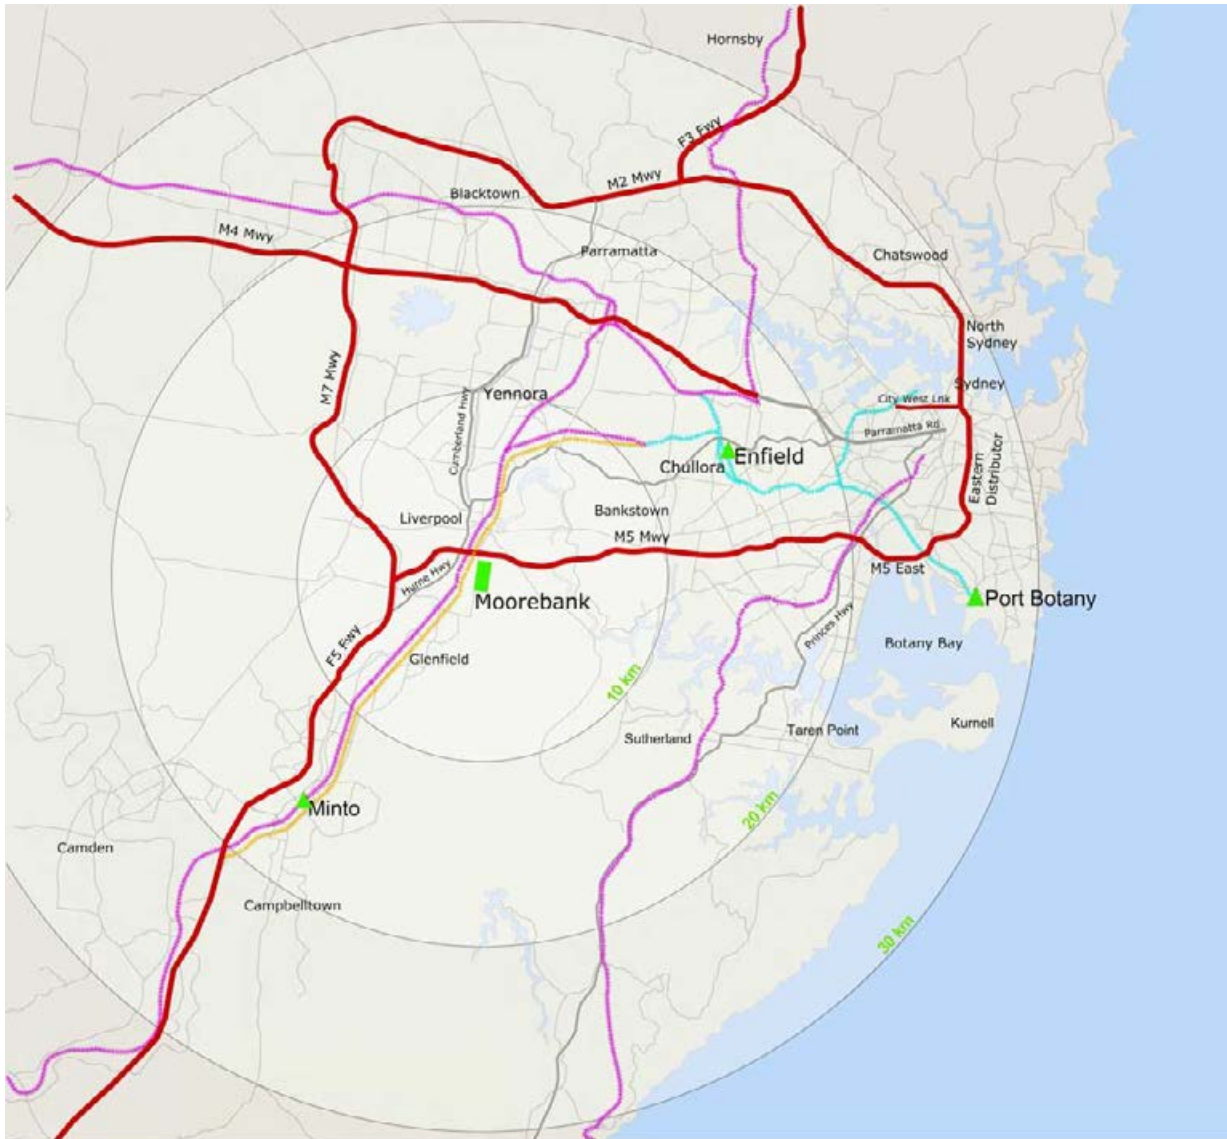 Hornsby
F3 Fwy
M2 Mwy
Blacktown
M4 Mwy
Parramatta
Chatswood
North
Sydney
M7 Mwy
Sydney
Yennora
City West Lnk
Cumberland Hwy
Parramatta Rd
Enfield
Chullora
Eastern
Distributor
Liverpool
Bankstown
M5 Mwy
M5 East
Hume Hwy
Moorebank
Port Botany
Princes Hwy
Botany Bay
F5 Fwy
Glenfield
10 km
Kurnell
Taren Point
Sutherland
Minto
20 km
Camden
Campbelltown
30 km